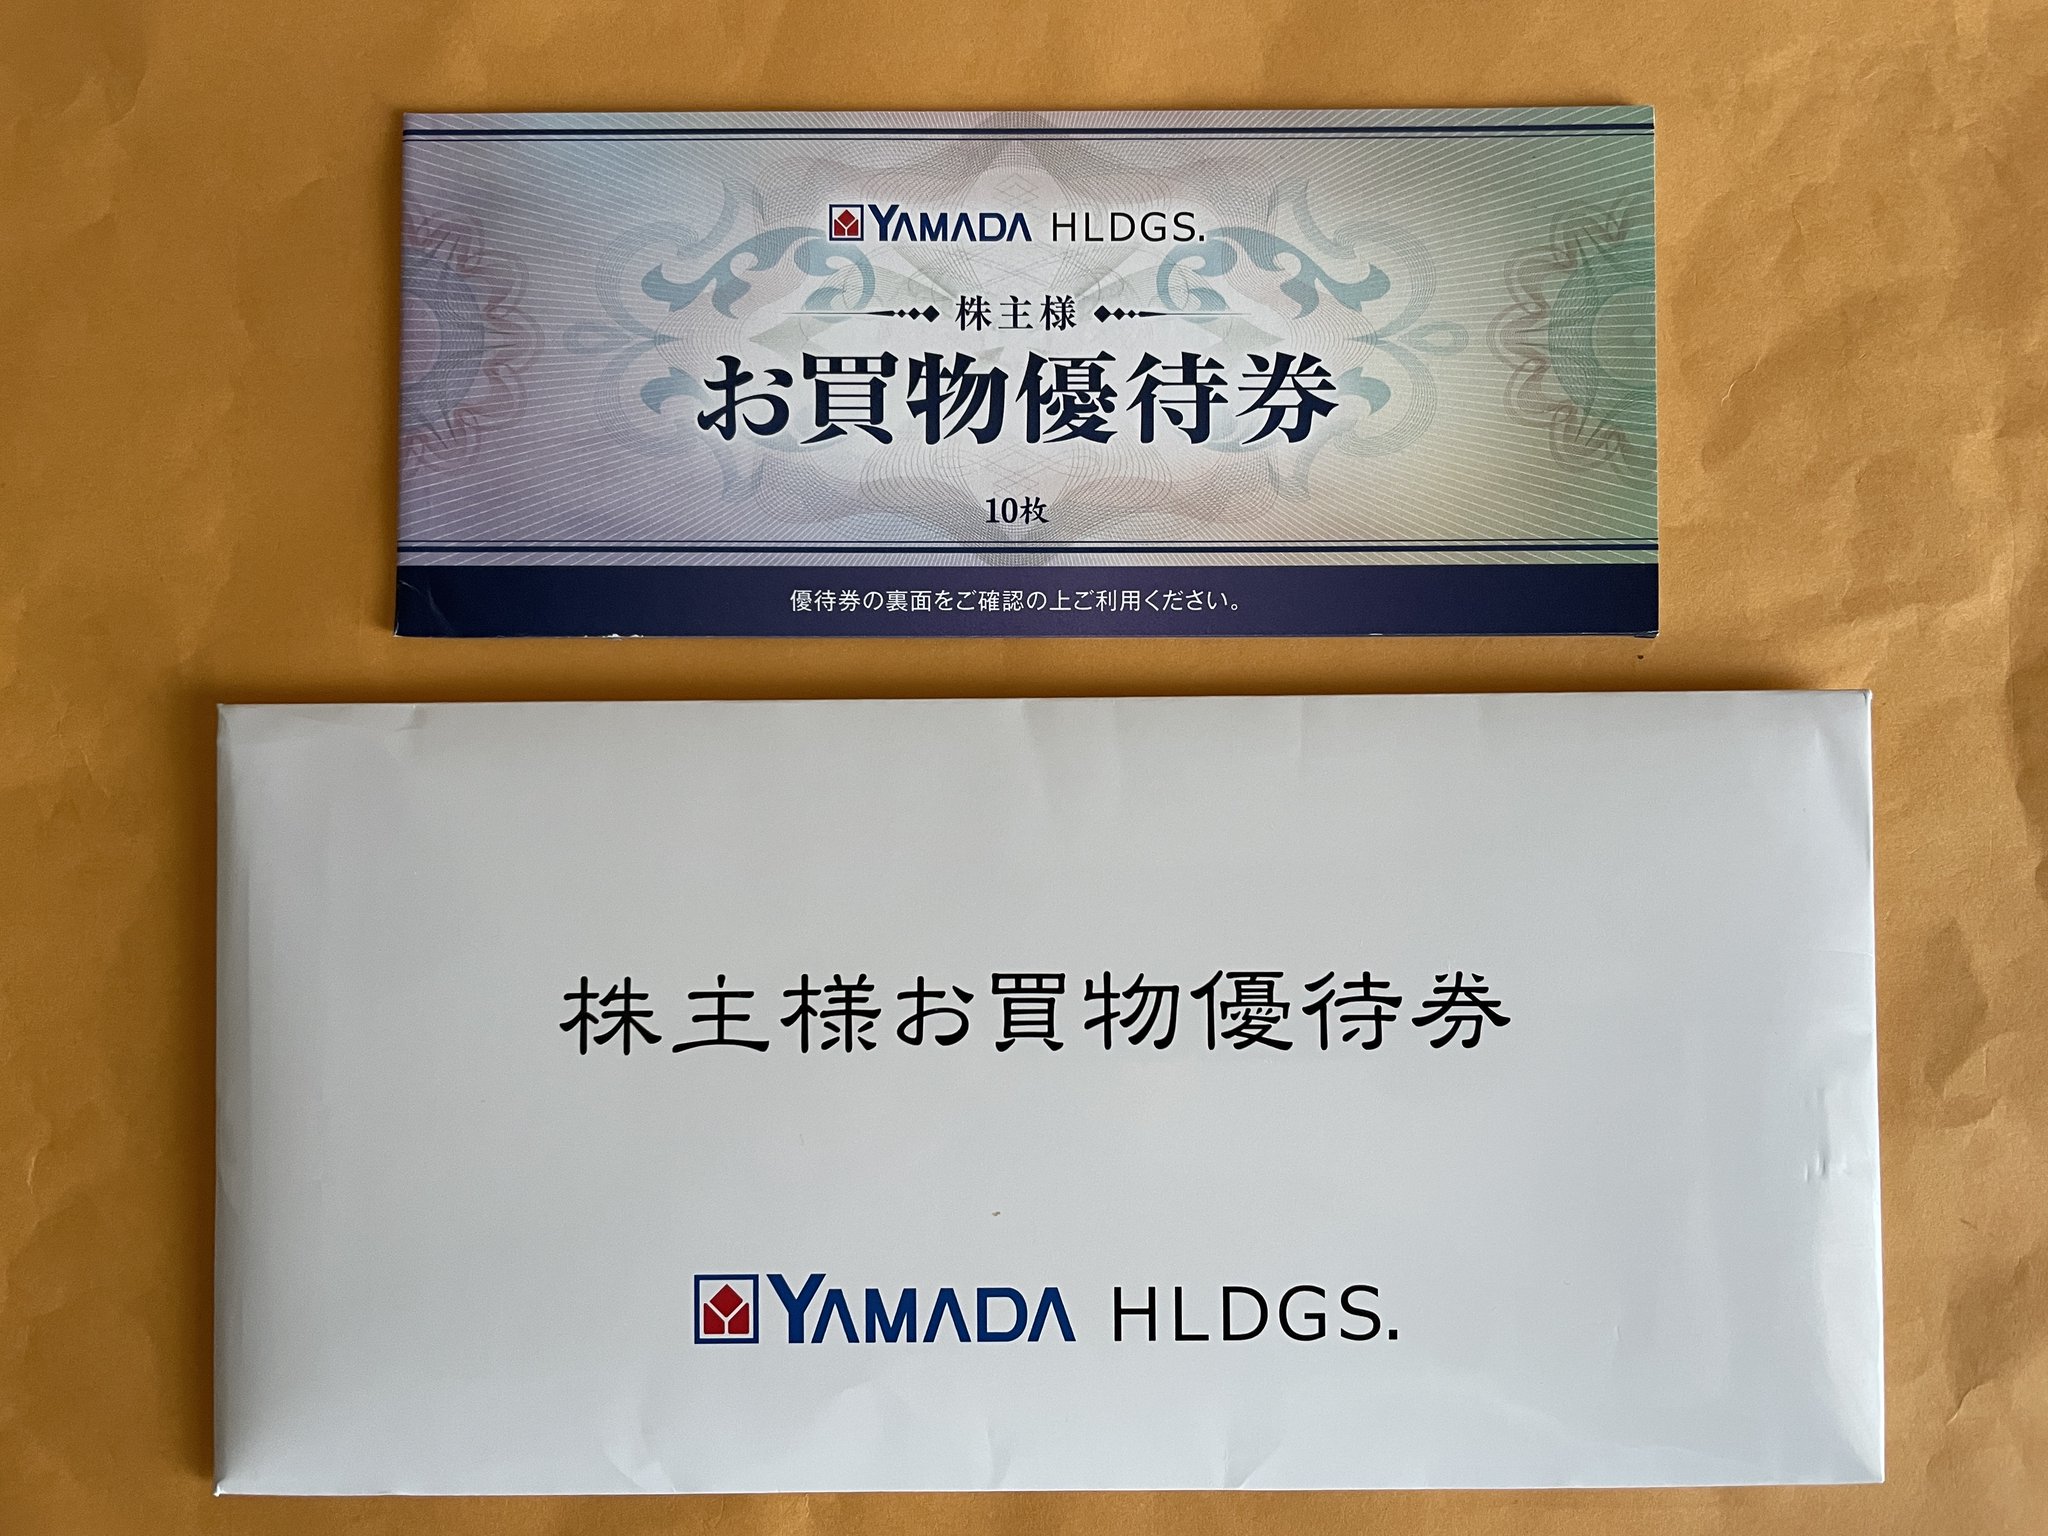 YAMADA HLDGS.
株主様
お買物優待券
10枚
優待券の裏面をご確認の上ご利用ください。
株主様お買物優待券
YAMADA HLDGS.